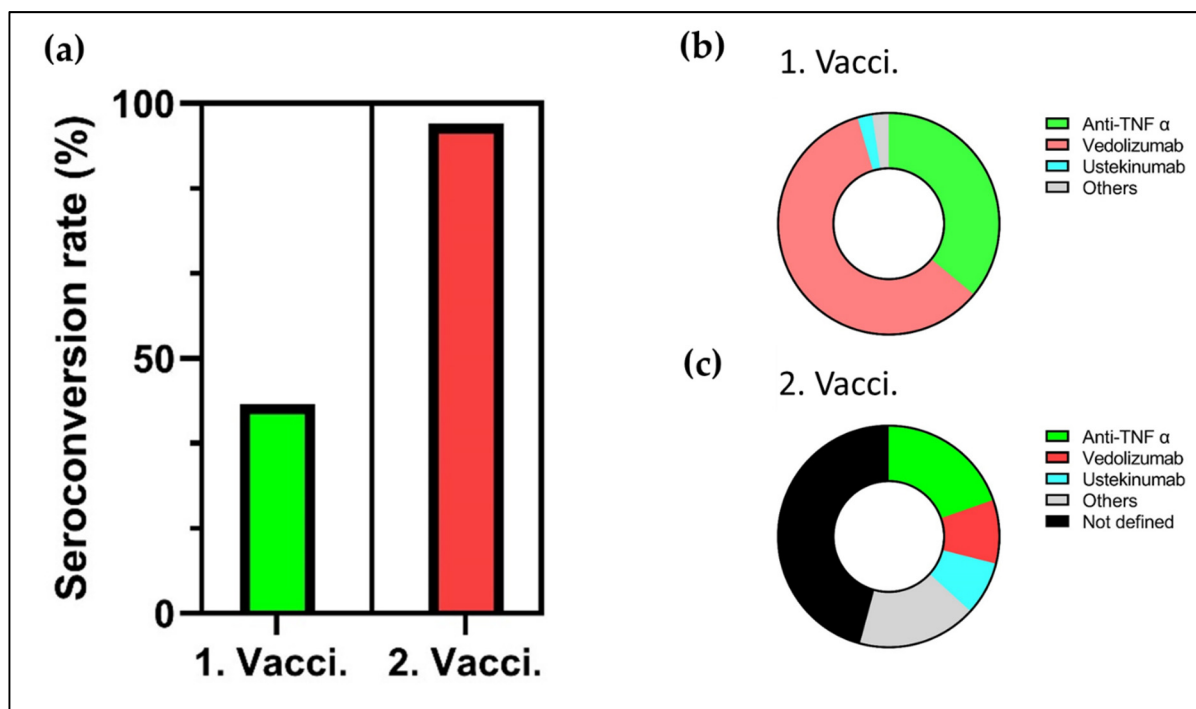 (a)
Seroconversion rate (%)
100
50
0
1. Vacci.
2. Vacci.
(b)
1. Vacci.
Anti-TNF α
Vedolizumab
Ustekinumab
Others
(c)
2. Vacci.
Anti-TNF α
Vedolizumab
Ustekinumab
Others
Not defined